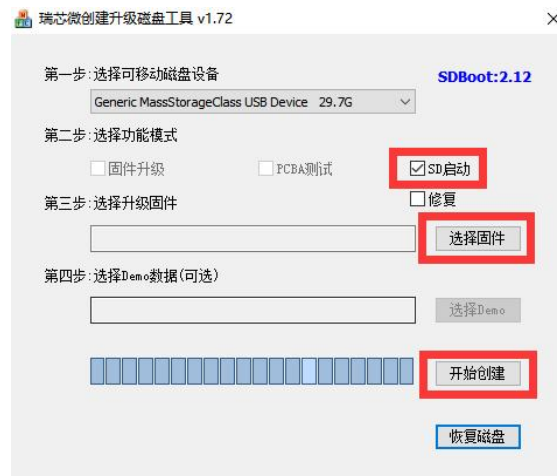 瑞芯微创建升级磁盘工具 v1.72
第一步:选择可移动磁盘设备
SDBoot:2.12
Generic MassStorageClass USB Device 29.7G
第二步:选择功能模式
固件升级 PCBA测试 SD启动
第三步:选择升级固件 修复
选择固件
第四步:选择Demo数据(可选)
选择Demo
开始创建
恢复磁盘